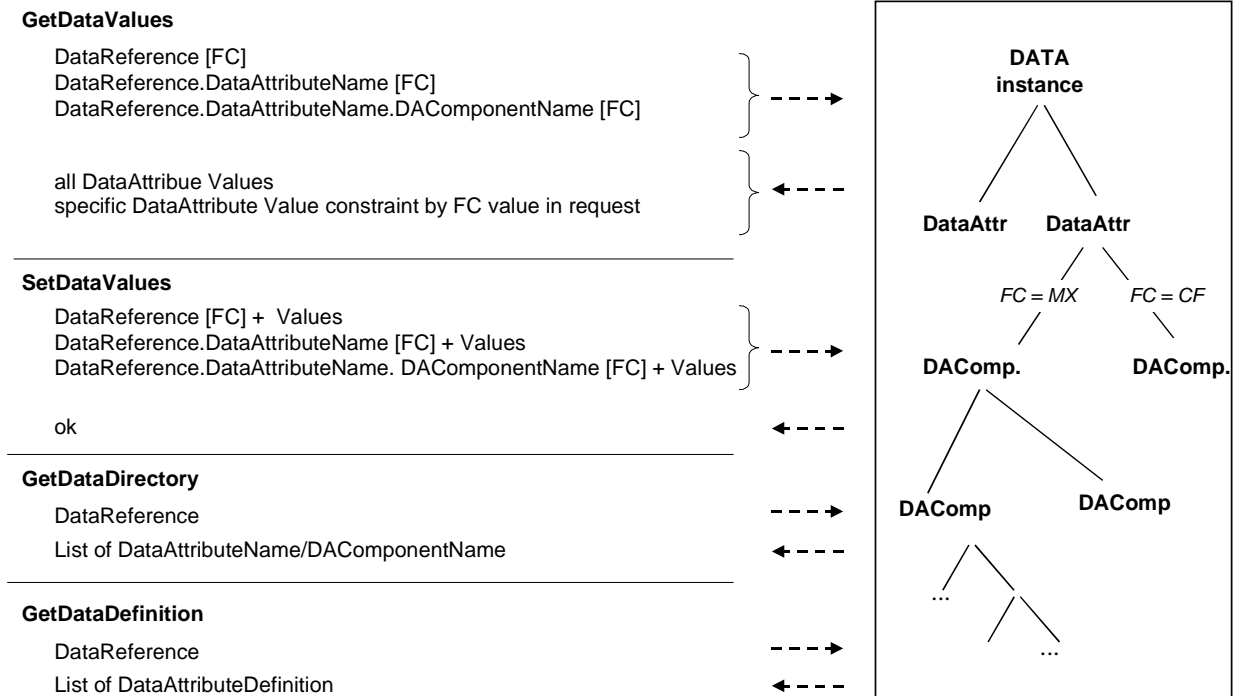 GetDataValues
DataReference [FC]
DataReference.DataAttributeName [FC]
DataReference.DataAttributeName.DAComponentName [FC]
all DataAttribue Values
specific DataAttribute Value constraint by FC value in request
SetDataValues
DataReference [FC] + Values
DataReference.DataAttributeName [FC] + Values
DataReference.DataAttributeName. DAComponentName [FC] + Values
ok
GetDataDirectory
DataReference
List of DataAttributeName/DAComponentName
GetDataDefinition
DataReference
List of DataAttributeDefinition
DATA
instance
DataAttr DataAttr
FC = MX FC = CF
DAComp. DAComp.
DAComp DAComp
...
...